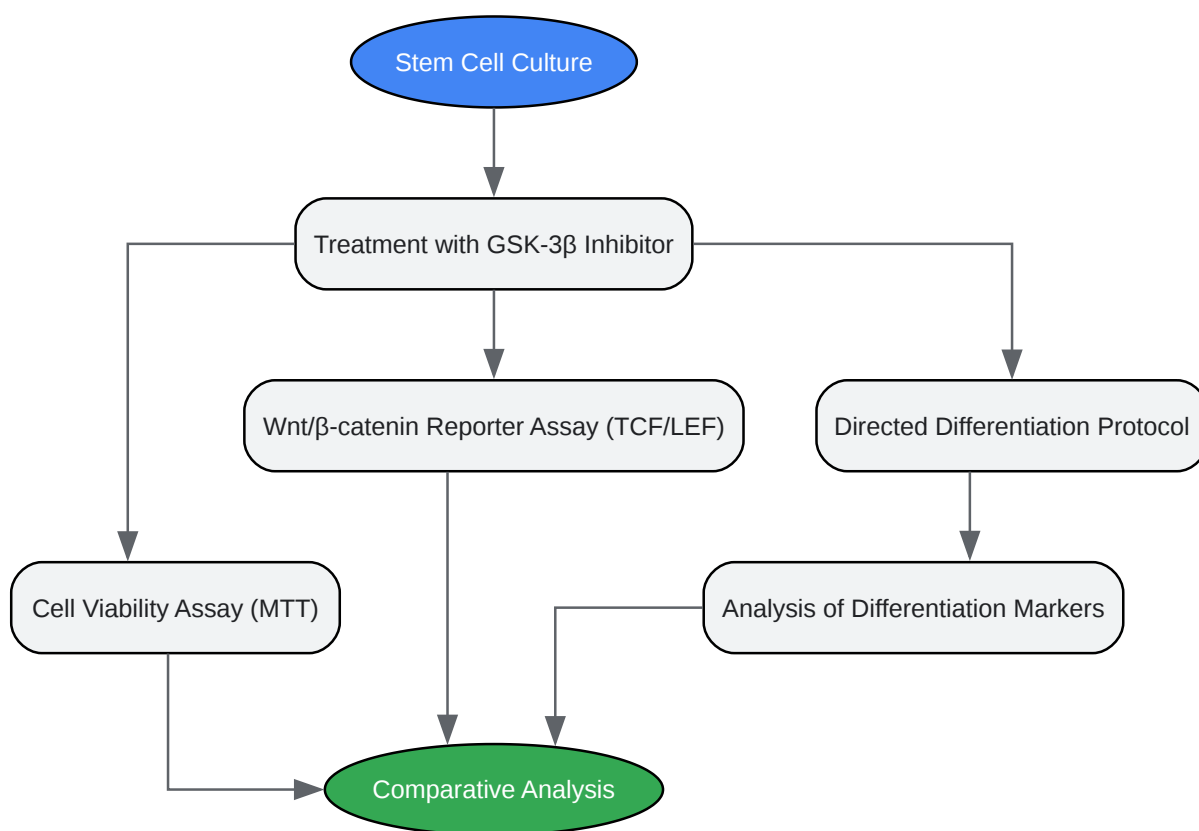 Stem Cell Culture
Treatment with GSK-3β Inhibitor
Wnt/β-catenin Reporter Assay (TCF/LEF)
Directed Differentiation Protocol
Cell Viability Assay (MTT)
Analysis of Differentiation Markers
Comparative Analysis